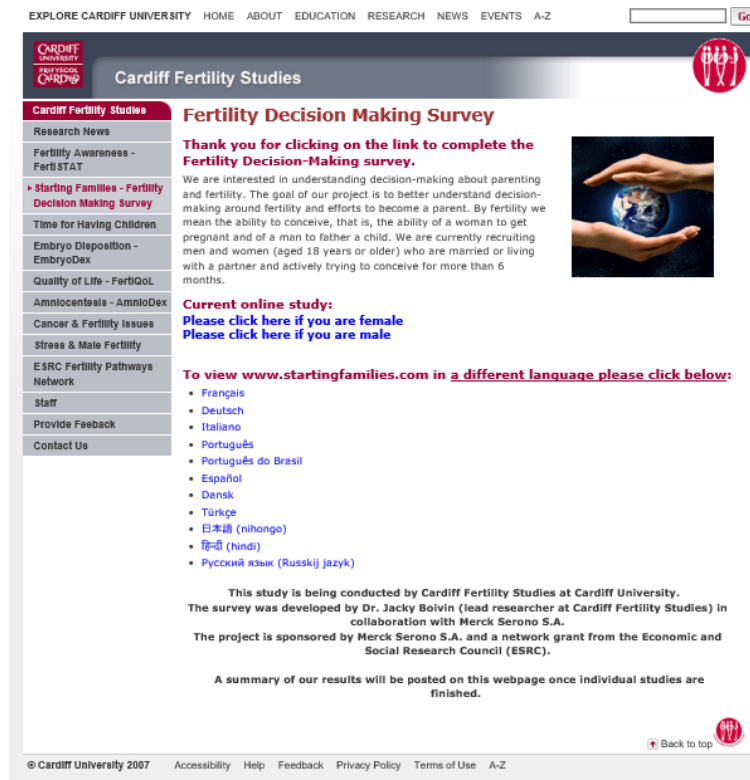 EXPLORE CARDIFF UNIVERSITY HOME ABOUT EDUCATION RESEARCH NEWS EVENTS A-Z
Go
CARDIFF
UNIVERSITY
PRIFYSGOL
CAERDYDD
Cardiff Fertility Studies
Cardiff Fertility Studies
Research News
Fertility Awareness -
FertiSTAT
Starting Families - Fertility
Decision Making Survey
Time for Having Children
Embryo Disposition -
EmbryoDex
Quality of Life - FertiQoL
Amniocentesis - AmnioDex
Cancer & Fertility Issues
Stress & Male Fertility
ESRC Fertility Pathways
Network
Staff
Provide Feeback
Contact Us
Fertility Decision Making Survey
Thank you for clicking on the link to complete the
Fertility Decision-Making survey.
We are interested in understanding decision-making about parenting
and fertility. The goal of our project is to better understand decision-
making around fertility and efforts to become a parent. By fertility we
mean the ability to conceive, that is, the ability of a woman to get
pregnant and of a man to father a child. We are currently recruiting
men and women (aged 18 years or older) who are married or living
with a partner and actively trying to conceive for more than 6
months.
Current online study:
Please click here if you are female
Please click here if you are male
To view www.startingfamilies.com in a different language please click below:
Français
Deutsch
Italiano
Português
Português do Brasil
Español
Dansk
Türkçe
日本語 (nihongo)
हिन्दी (hindi)
Русский язык (Russkij jazyk)
This study is being conducted by Cardiff Fertility Studies at Cardiff University.
The survey was developed by Dr. Jacky Boivin (lead researcher at Cardiff Fertility Studies) in
collaboration with Merck Serono S.A.
The project is sponsored by Merck Serono S.A. and a network grant from the Economic and
Social Research Council (ESRC).
A summary of our results will be posted on this webpage once individual studies are
finished.
Back to top
© Cardiff University 2007 Accessibility Help Feedback Privacy Policy Terms of Use A-Z